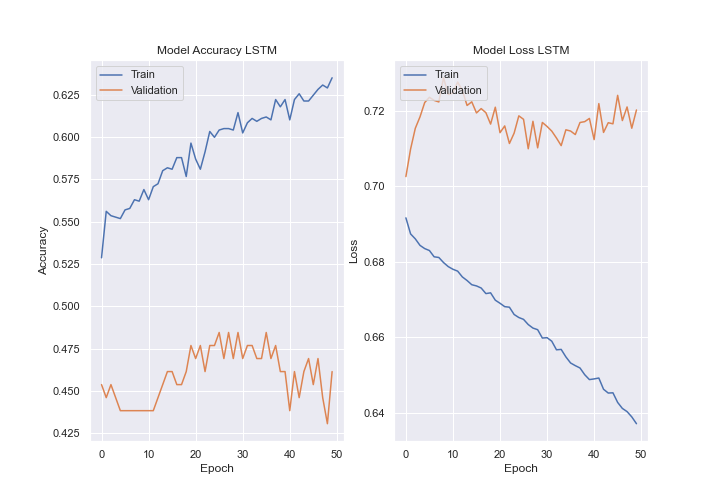 Model Accuracy LSTM
Train
Validation
0.625
0.600
0.575
0.550
0.525
0.500
0.475
0.450
0.425
Accuracy
0 10 20 30 40 50
Epoch
Model Loss LSTM
Train
Validation
0.72
0.70
0.68
0.66
0.64
Loss
0 10 20 30 40 50
Epoch